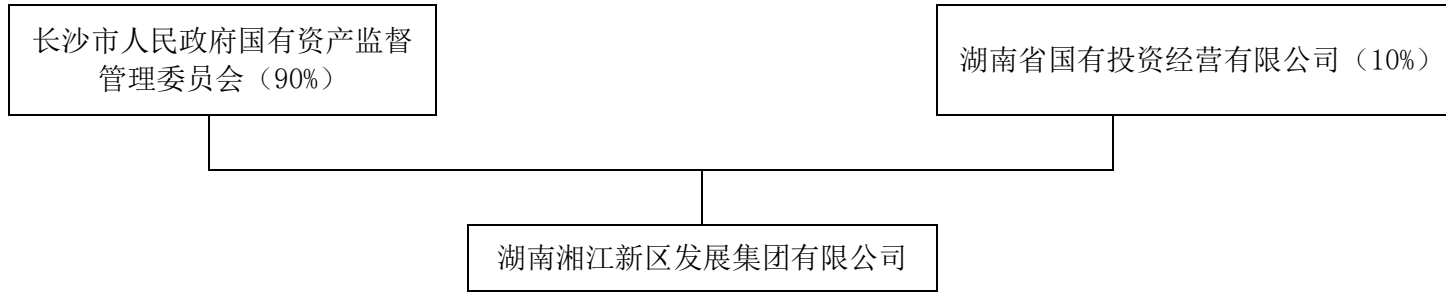 长沙市人民政府国有资产监督
管理委员会（90%）
湖南省国有投资经营有限公司（10%）
湖南湘江新区发展集团有限公司